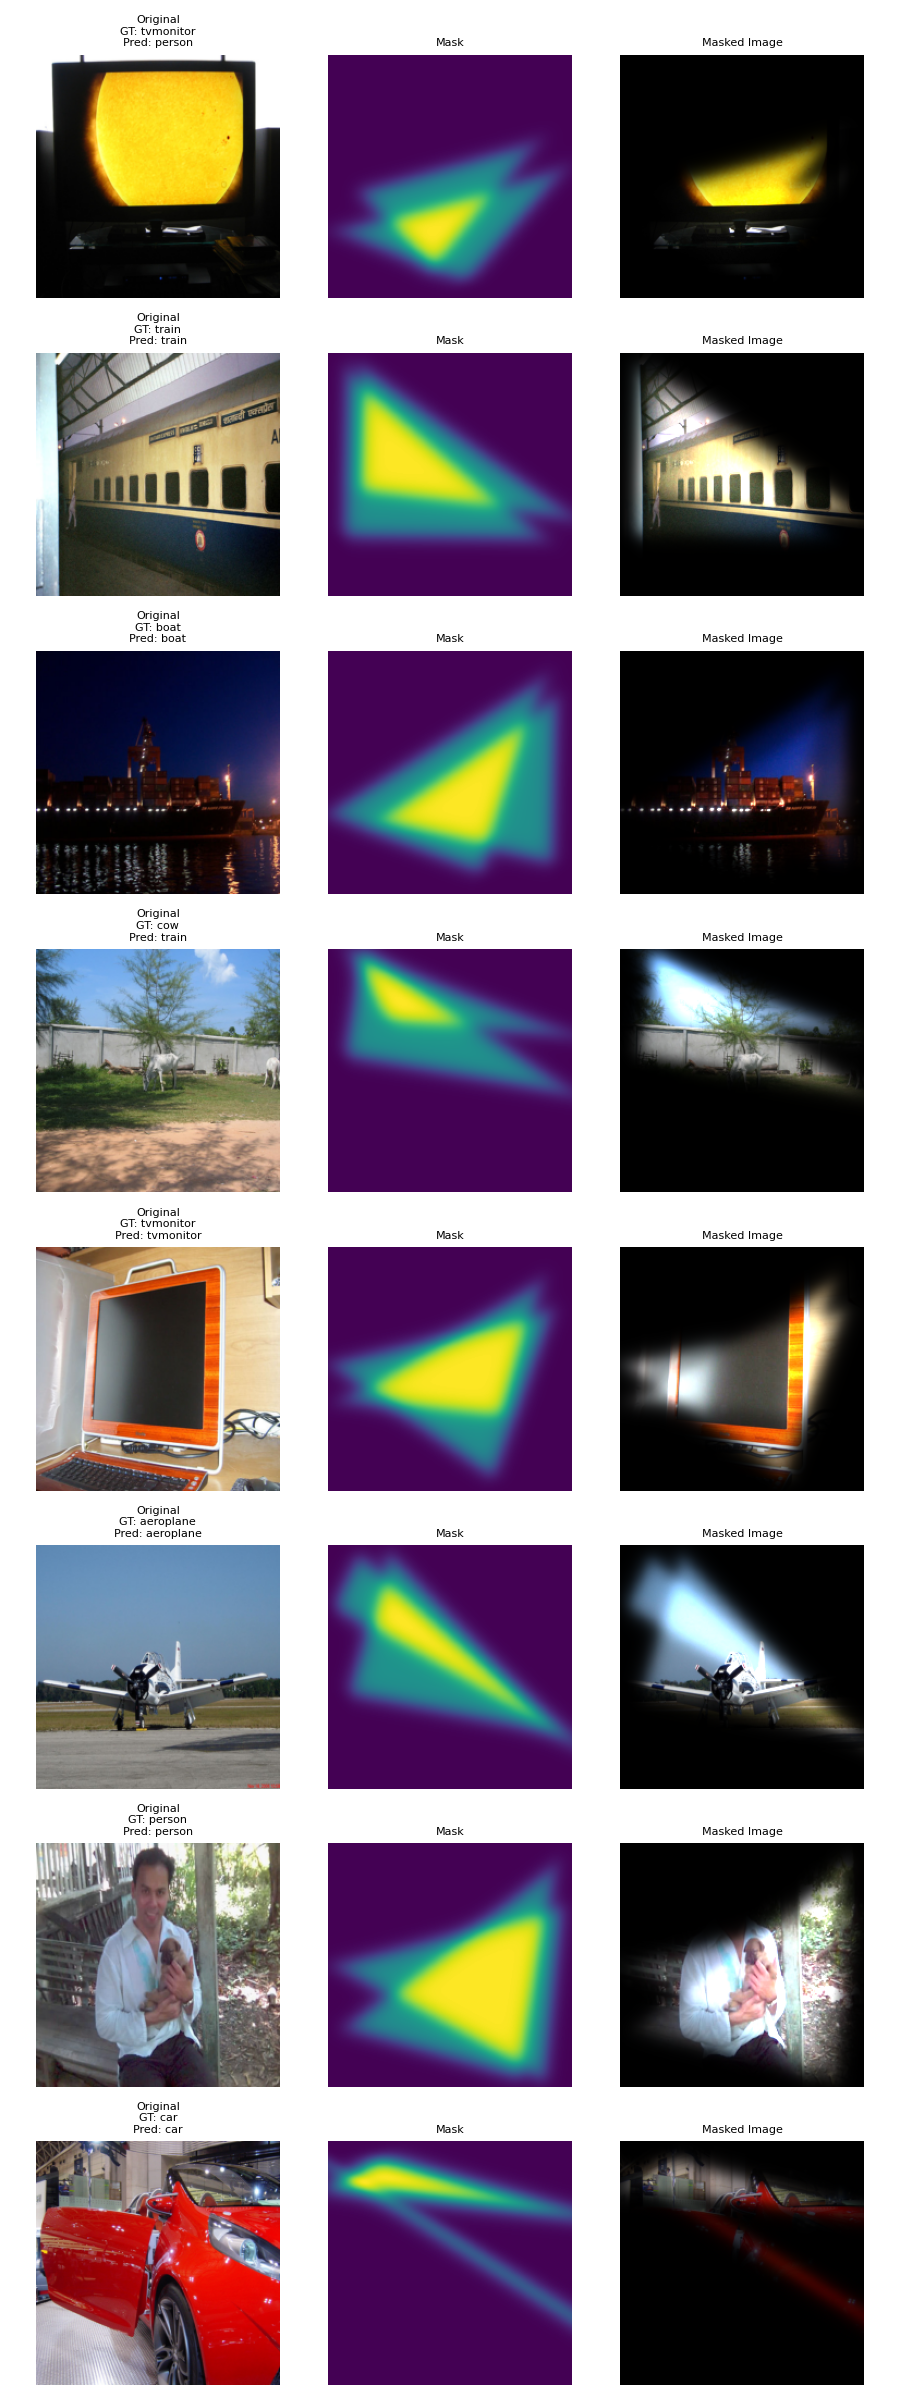 Original
GT: tvmonitor
Pred: person
Mask
Masked Image
Original
GT: train
Pred: train
Mask
Masked Image
Original
GT: boat
Pred: boat
Mask
Masked Image
Original
GT: cow
Pred: train
Mask
Masked Image
Original
GT: tvmonitor
Pred: tvmonitor
Mask
Masked Image
Original
GT: aeroplane
Pred: aeroplane
Mask
Masked Image
Original
GT: person
Pred: person
Mask
Masked Image
Original
GT: car
Pred: car
Mask
Masked Image